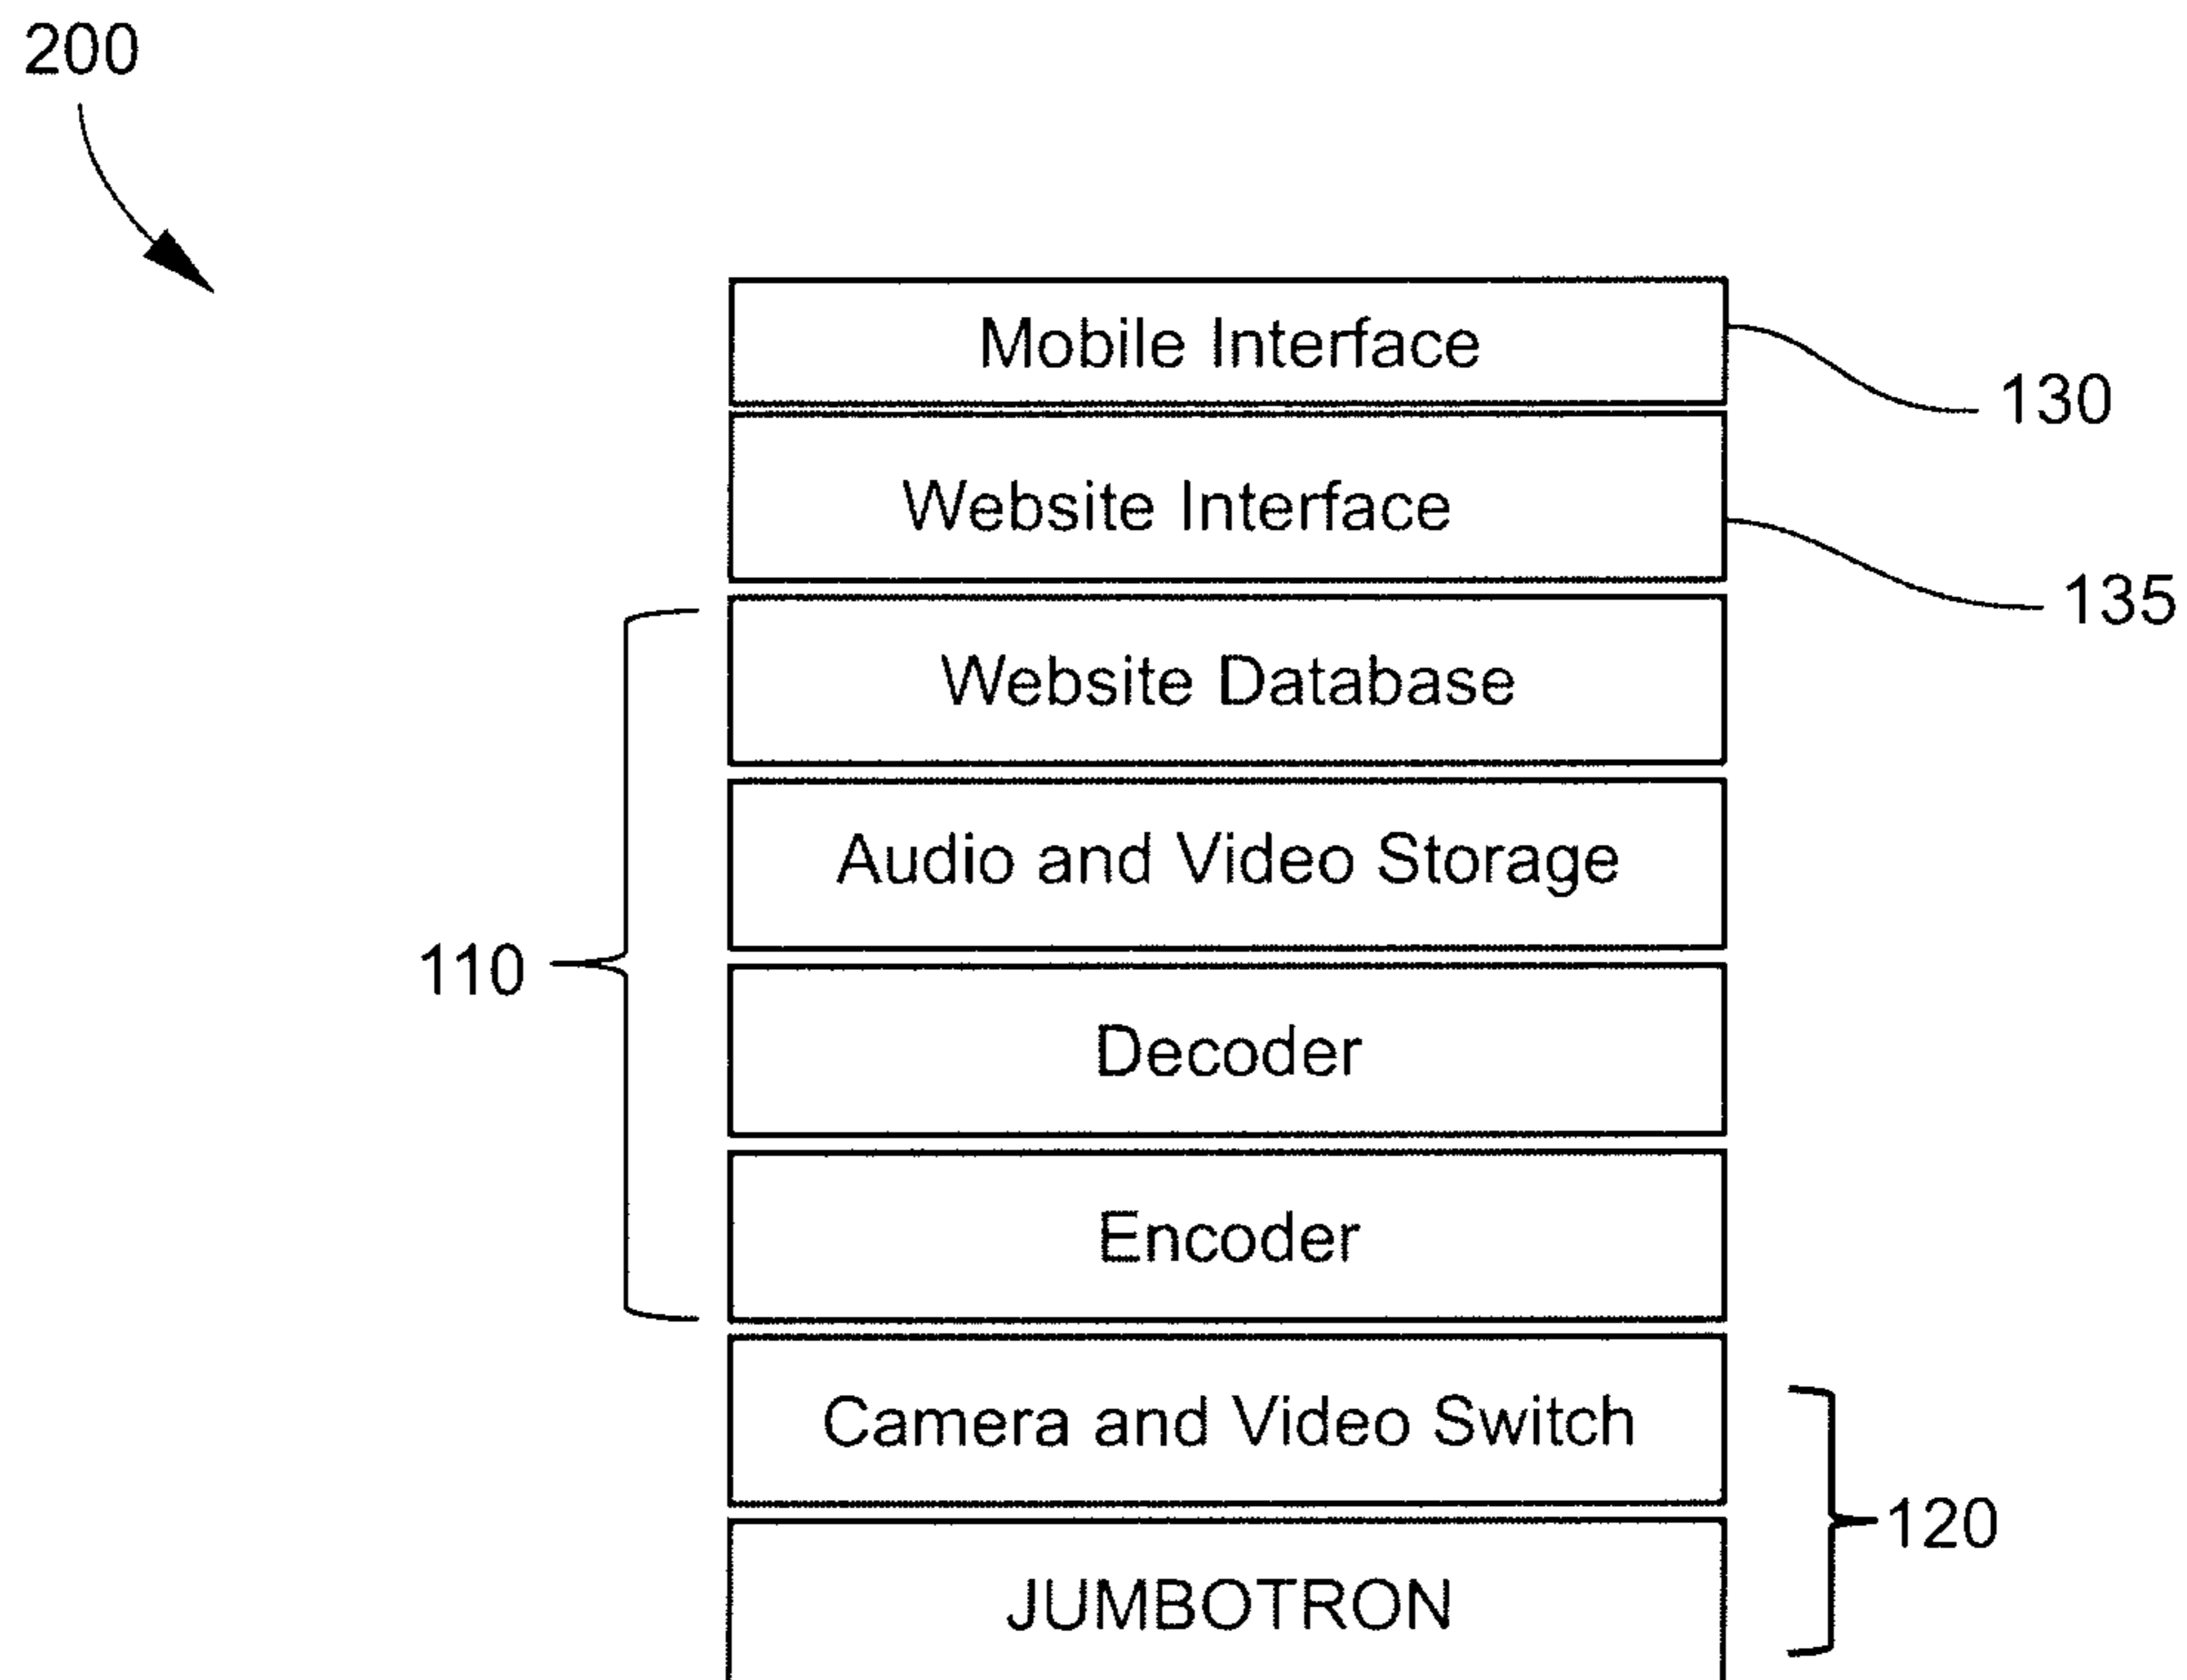 200
Mobile Interface
130
Website Interface
135
Website Database
Audio and Video Storage
110
Decoder
Encoder
Camera and Video Switch
120
JUMBOTRON